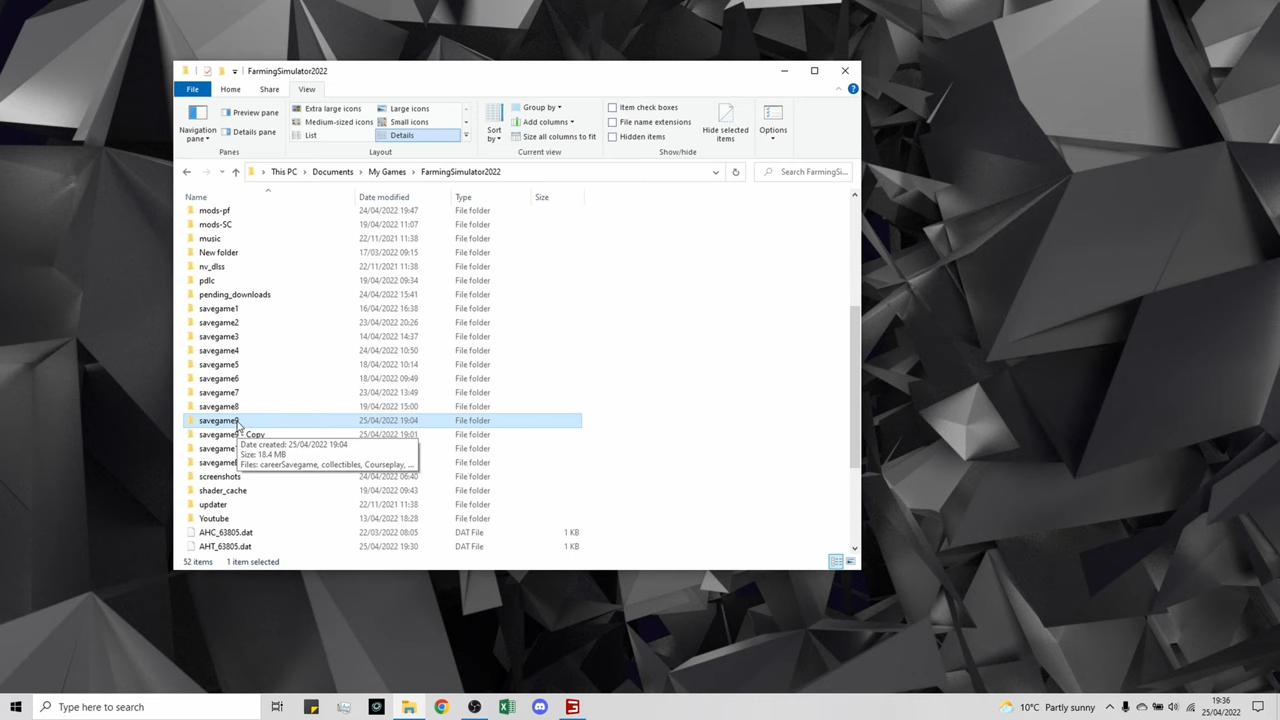 FarmingSimulator2022
File Home Share View
Navigation pane
Preview pane
Details pane
Panes
Extra large icons Large icons
Medium-sized icons Small icons
List Details
Layout
Sort by
Group by
Add columns
Size all columns to fit
Current view
Item check boxes
File name extensions
Hidden items
Hide selected items
Show/hide
Options
This PC > Documents > My Games > FarmingSimulator2022
Search FarmingSi...
Name Date modified Type Size
mods-pf 24/04/2022 19:47 File folder
mods-SC 19/04/2022 11:07 File folder
music 22/11/2021 11:38 File folder
New folder 17/03/2022 09:15 File folder
nv_dlss 22/11/2021 11:38 File folder
pdlc 19/04/2022 09:34 File folder
pending_downloads 24/04/2022 15:41 File folder
savegame1 16/04/2022 16:38 File folder
savegame2 23/04/2022 20:26 File folder
savegame3 14/04/2022 14:37 File folder
savegame4 24/04/2022 10:50 File folder
savegame5 18/04/2022 10:14 File folder
savegame6 18/04/2022 09:49 File folder
savegame7 23/04/2022 13:49 File folder
savegame8 19/04/2022 15:00 File folder
savegame9 25/04/2022 19:04 File folder
savegame9 - Copy 25/04/2022 19:01 File folder
Date created: 25/04/2022 19:04
Size: 18.4 MB
Files: careerSavegame, collectibles, Courseplay, ...
File folder
File folder
screenshots 24/04/2022 06:40 File folder
shader_cache 19/04/2022 09:43 File folder
updater 22/11/2021 11:38 File folder
Youtube 13/04/2022 18:28 File folder
AHC_63805.dat 22/03/2022 08:05 DAT File 1 KB
AHT_63805.dat 25/04/2022 19:30 DAT File 1 KB
52 items 1 item selected
Type here to search
10°C Partly sunny
19:36
25/04/2022